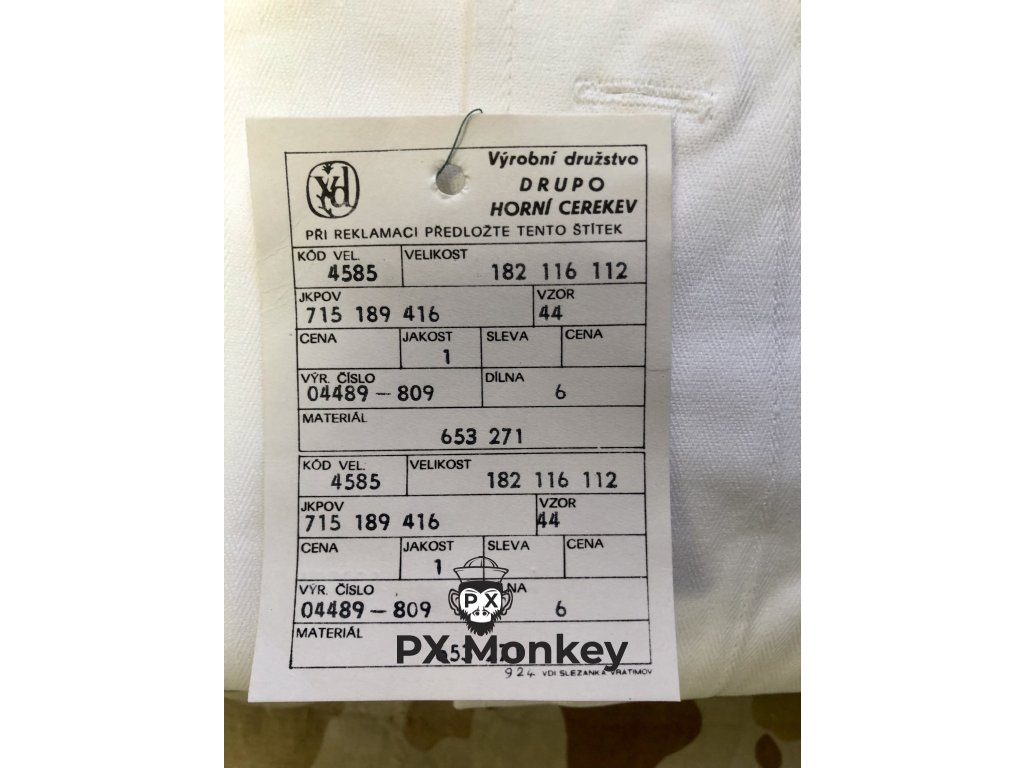 vd
Výrobní družstvo
DRUPO
HORNÍ CEREKEV
PŘI REKLAMACI PŘEDLOŽTE TENTO ŠTÍTEK
KÓD VEL. VELIKOST
4585 182 116 112
JKPOV VZOR
715 189 416 44
CENA JAKOST SLEVA CENA
1
VÝR. ČÍSLO DÍLNA
04489-809 6
MATERIÁL
653 271
KÓD VEL. VELIKOST
4585 182 116 112
JKPOV VZOR
715 189 416 44
CENA JAKOST SLEVA CENA
1
VÝR. ČÍSLO
04489-809 6
PX
MATERIÁL
PX Monkey
924 VDI SLEZANKA VRATIMOV